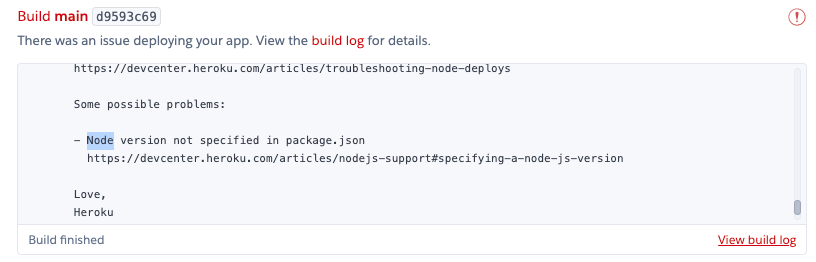 Build main d9593c69
There was an issue deploying your app. View the build log for details.
https://devcenter.heroku.com/articles/troubleshooting-node-deploys
Some possible problems:
- Node version not specified in package.json
https://devcenter.heroku.com/articles/nodejs-support#specifying-a-node-js-version
Love,
Heroku
Build finished
View build log